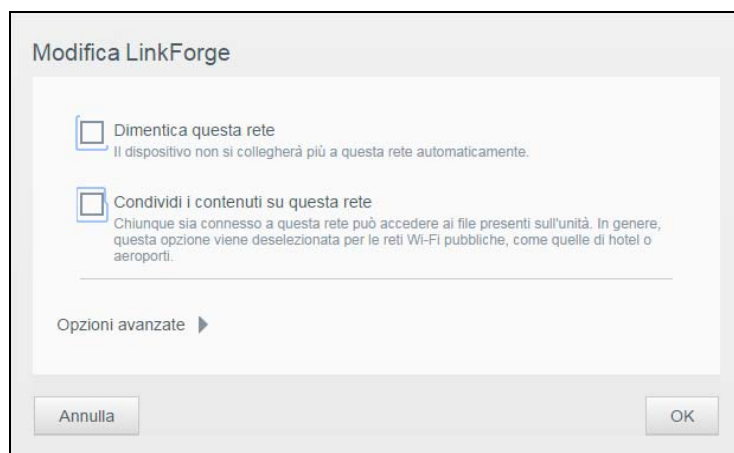 Modifica LinkForge
Dimentica questa rete
Il dispositivo non si collegherà più a questa rete automaticamente.
Condividi i contenuti su questa rete
Chiunque sia connesso a questa rete può accedere ai file presenti sull'unità. In genere,
questa opzione viene deselezionata per le reti Wi-Fi pubbliche, come quelle di hotel o
aeroporti.
Opzioni avanzate
Annulla
OK